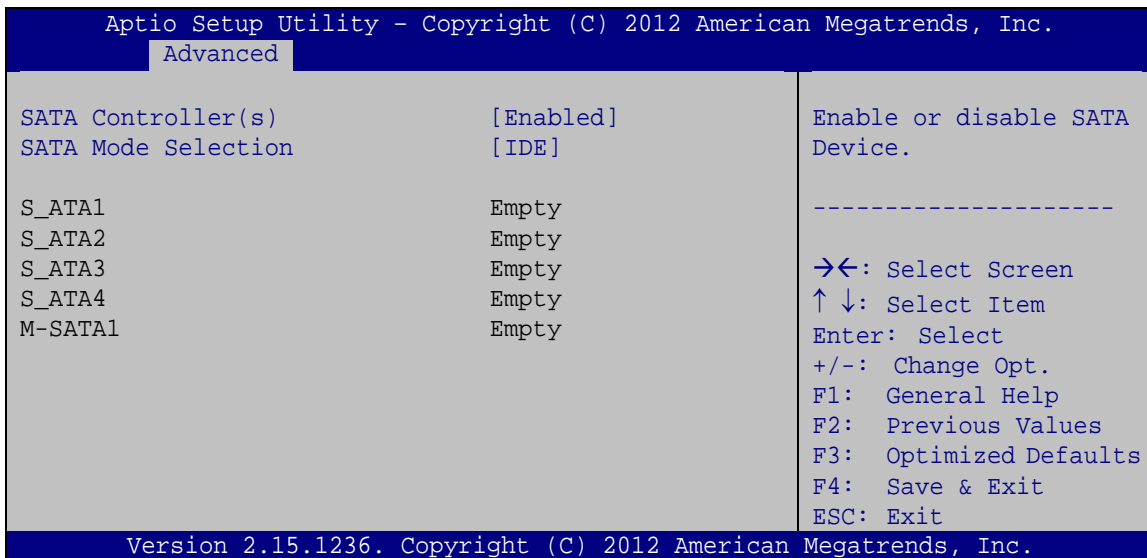 Aptio Setup Utility – Copyright (C) 2012 American Megatrends, Inc.
Advanced
SATA Controller(s) [Enabled]
SATA Mode Selection [IDE]
S_ATA1 Empty
S_ATA2 Empty
S_ATA3 Empty
S_ATA4 Empty
M-SATA1 Empty
Enable or disable SATA
Device.
---------------------
→←: Select Screen
↑ ↓: Select Item
Enter: Select
+/-: Change Opt.
F1: General Help
F2: Previous Values
F3: Optimized Defaults
F4: Save & Exit
ESC: Exit
Version 2.15.1236. Copyright (C) 2012 American Megatrends, Inc.